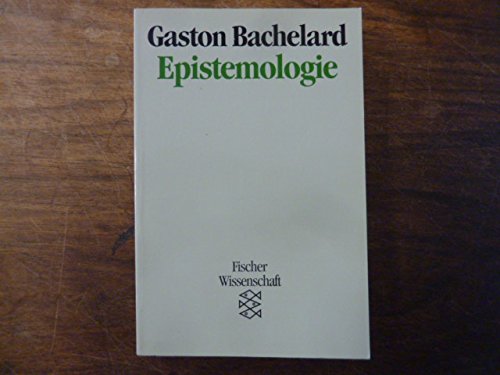 Gaston Bachelard
Epistemologie
Fischer
Wissenschaft